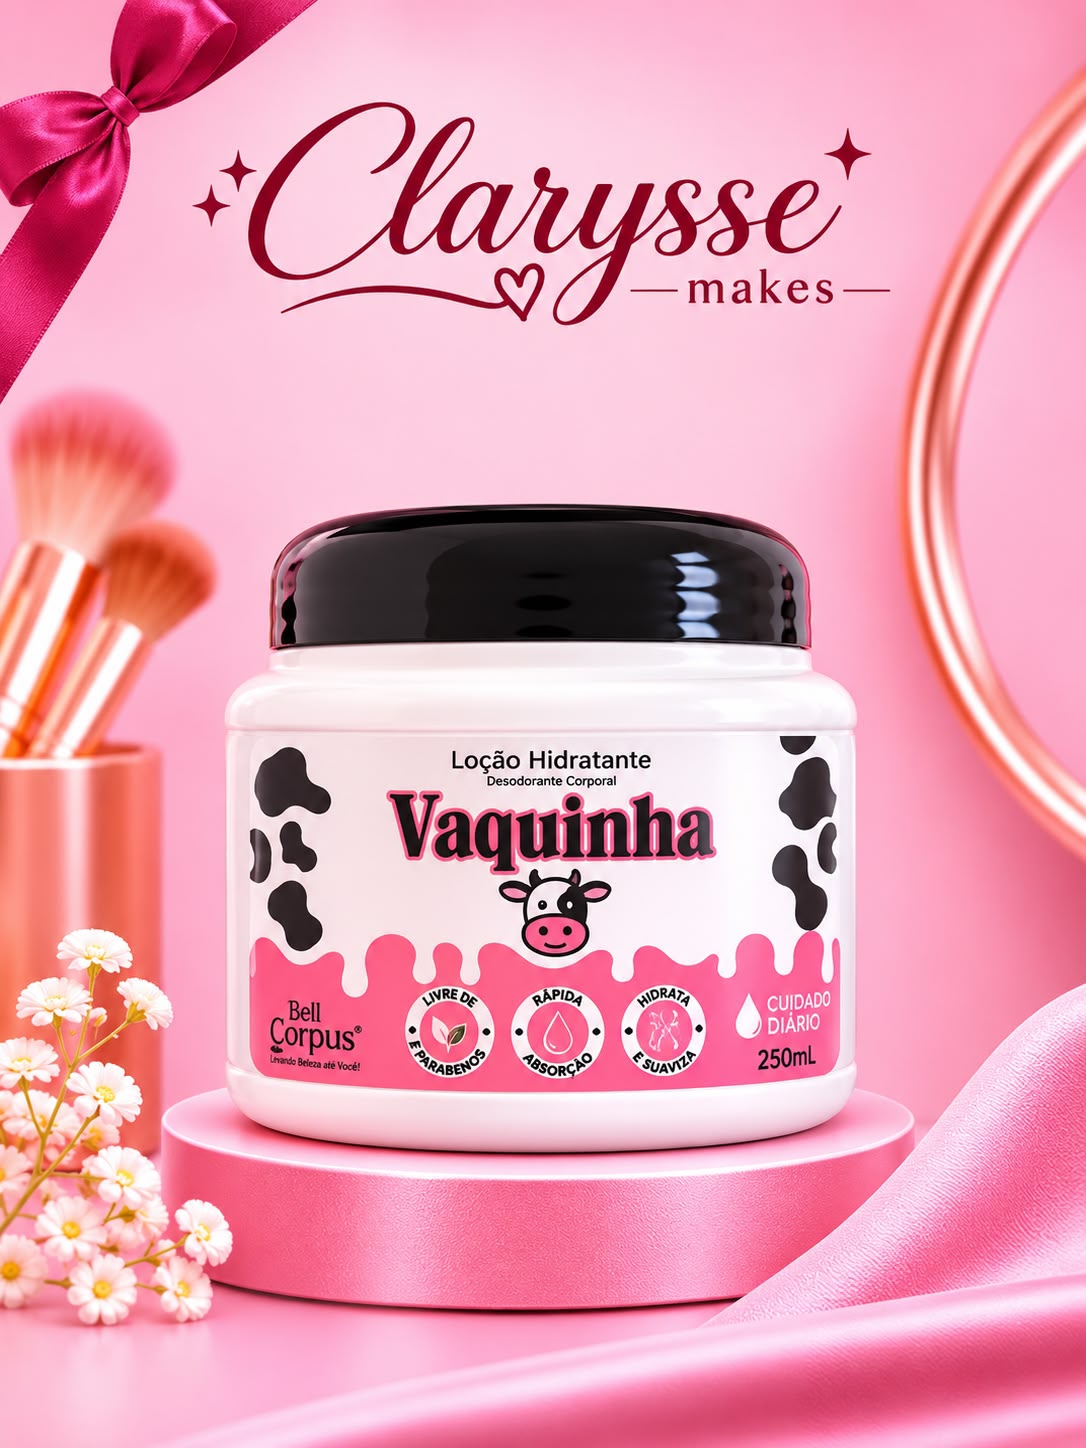 Clarysse
makes
Loção Hidratante
Desodorante Corporal
Vaquinha
Bell
Corpus®
Levando Beleza até Você!
LIVRE DE
E PARABENOS
RÁPIDA
ABSORÇÃO
HIDRATA
E SUAVIZA
CUIDADO
DIÁRIO
250mL